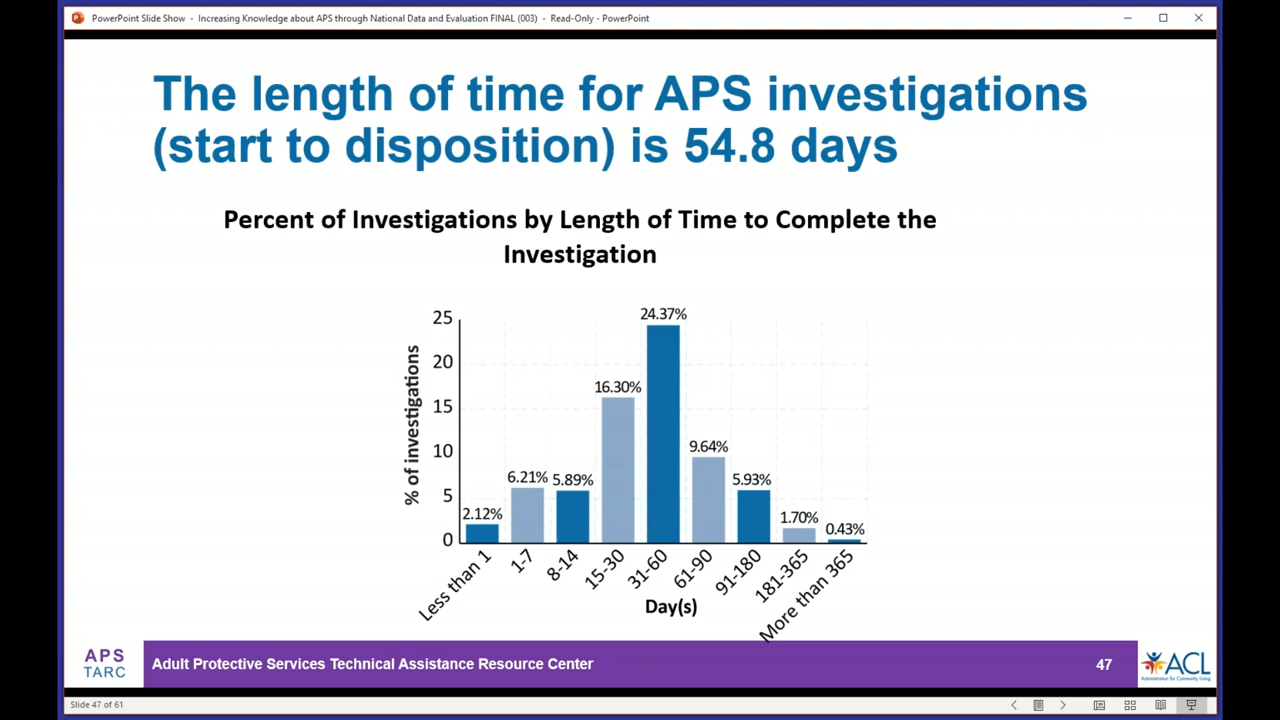 PowerPoint Slide Show - Increasing Knowledge about APS through National Data and Evaluation FINAL (003) - Read-Only - PowerPoint
The length of time for APS investigations
(start to disposition) is 54.8 days
Percent of Investigations by Length of Time to Complete the
Investigation
% of investigations
25
20
15
10
5
0
2.12%
6.21%
5.89%
16.30%
24.37%
9.64%
5.93%
1.70%
0.43%
Less than 1
1-7
8-14
15-30
31-60
61-90
91-180
181-365
More than 365
Day(s)
APS
TARC
Adult Protective Services Technical Assistance Resource Center
47
ACL
Administration for Community Living
Slide 47 of 61